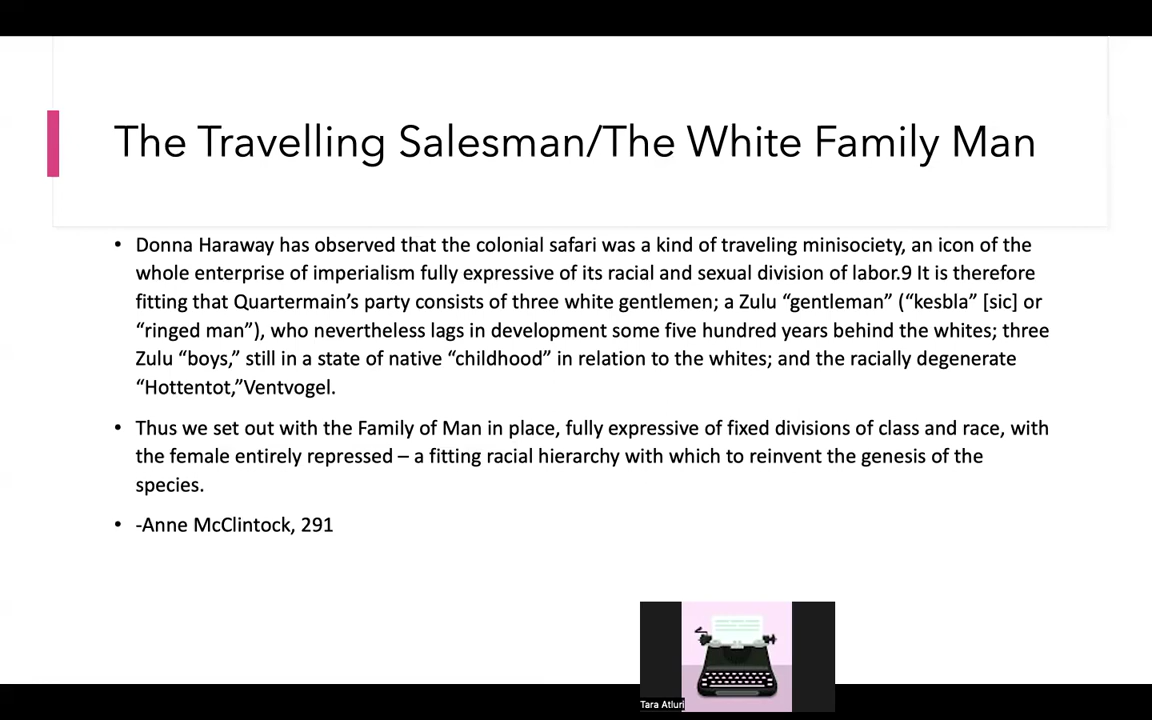 The Travelling Salesman/The White Family Man
• Donna Haraway has observed that the colonial safari was a kind of traveling minisociety, an icon of the
whole enterprise of imperialism fully expressive of its racial and sexual division of labor.9 It is therefore
fitting that Quartermain’s party consists of three white gentlemen; a Zulu “gentleman” (“kesbla” [sic] or
“ringed man”), who nevertheless lags in development some five hundred years behind the whites; three
Zulu “boys,” still in a state of native “childhood” in relation to the whites; and the racially degenerate
“Hottentot,”Ventvogel.
• Thus we set out with the Family of Man in place, fully expressive of fixed divisions of class and race, with
the female entirely repressed – a fitting racial hierarchy with which to reinvent the genesis of the
species.
• -Anne McClintock, 291
Tara Atluri